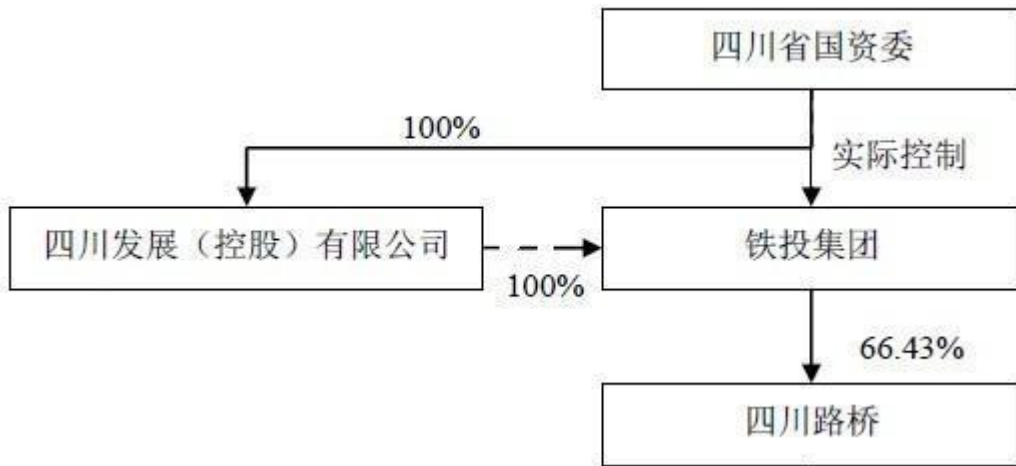 四川省国资委
100%
实际控制
四川发展（控股）有限公司
铁投集团
100%
66.43%
四川路桥